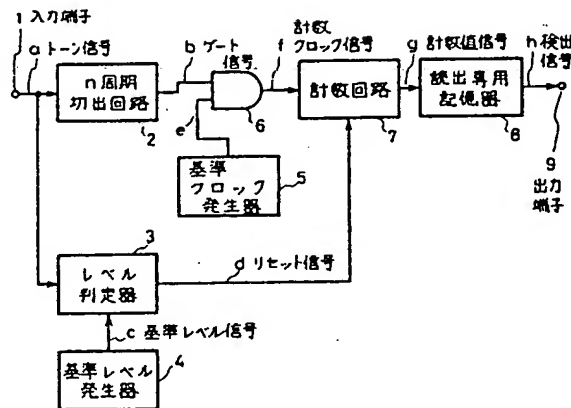 1 入力端子
a トーン信号
n周期
切出回路
2
b ゲート
信号
e
6
基準
クロック
発生器
5
計数
f クロック信号
計数回路
7
g 計数値信号
読出専用
記憶器
8
h 検出
信号
9
出力
端子
3
レベル
判定器
d リセット信号
c 基準レベル信号
基準レベル
発生器
4